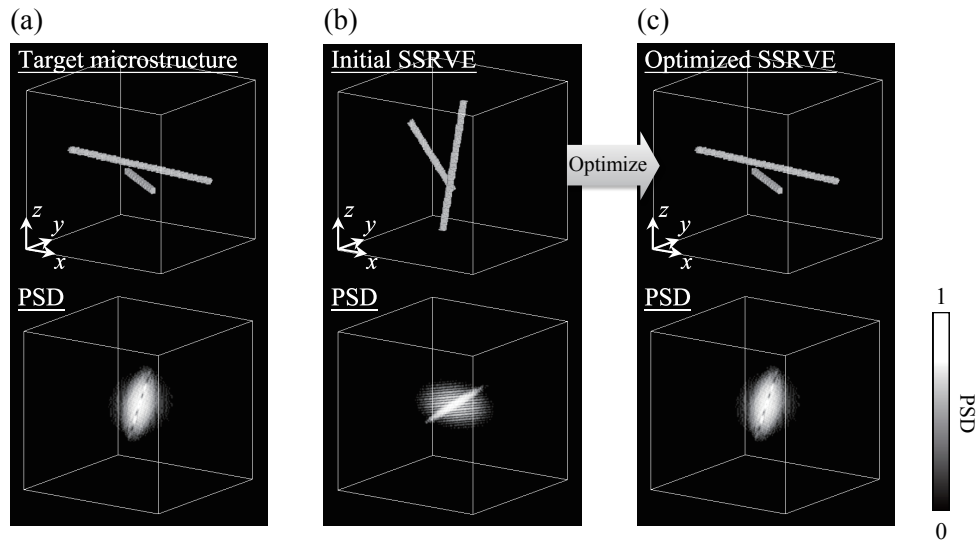 (a)
Target microstructure
z
y
x
PSD
(b)
Initial SSRVE
z
y
x
PSD
Optimize
(c)
Optimized SSRVE
z
y
x
PSD
1
PSD
0